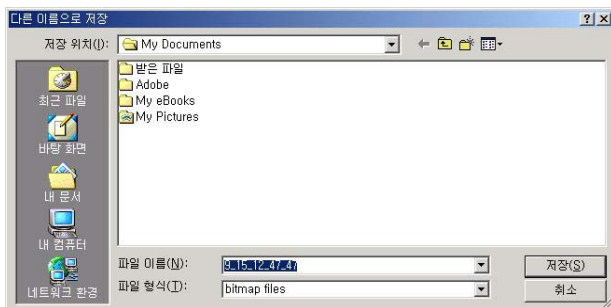 다른 이름으로 저장
저장 위치(I): My Documents
받은 파일
Adobe
My eBooks
My Pictures
최근 파일
바탕 화면
내 문서
내 컴퓨터
네트워크 환경
파일 이름(N): 9_15_12_47_47 저장(S)
파일 형식(T): bitmap files 취소